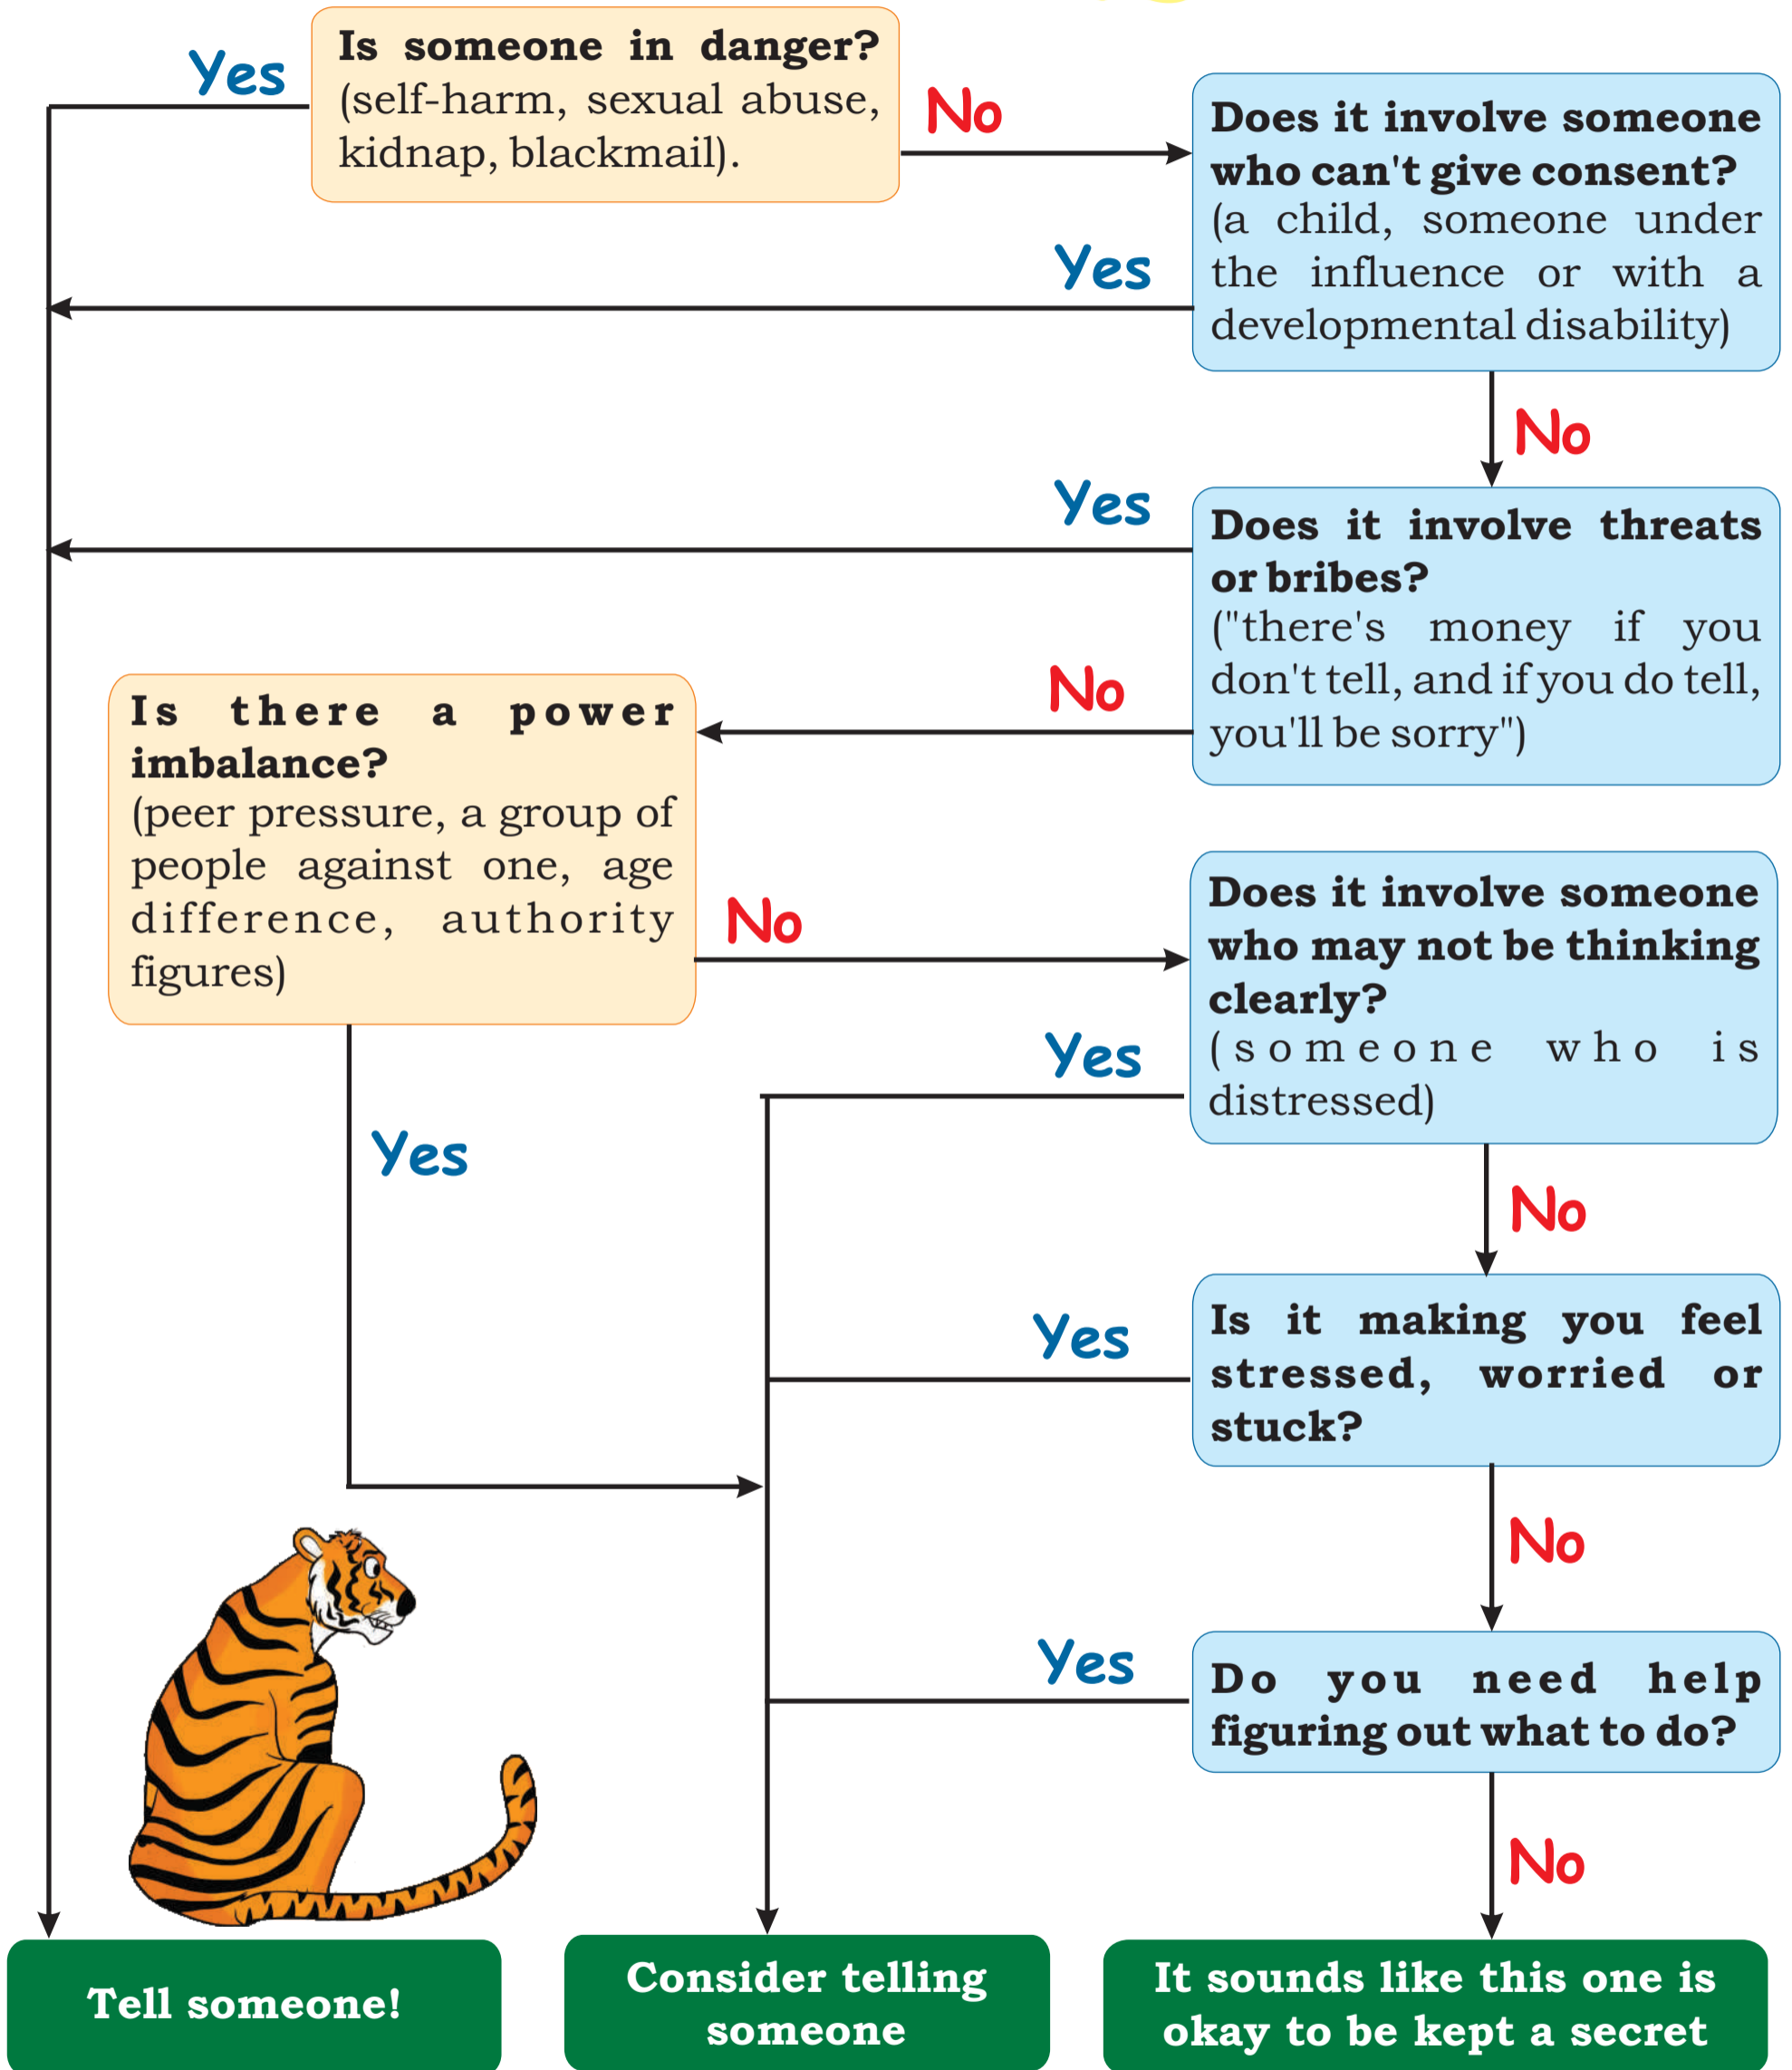 Yes
Is someone in danger?
(self-harm, sexual abuse,
kidnap, blackmail).
No
Does it involve someone
who can't give consent?
(a child, someone under
the influence or with a
developmental disability)
Yes
No
Does it involve threats
or bribes?
("there's money if you
don't tell, and if you do tell,
you'll be sorry")
Yes
No
Is there a power
imbalance?
(peer pressure, a group of
people against one, age
difference, authority
figures)
No
Yes
Does it involve someone
who may not be thinking
clearly?
(someone who is
distressed)
Yes
No
Is it making you feel
stressed, worried or
stuck?
Yes
No
Do you need help
figuring out what to do?
Yes
No
Tell someone!
Consider telling
someone
It sounds like this one is
okay to be kept a secret